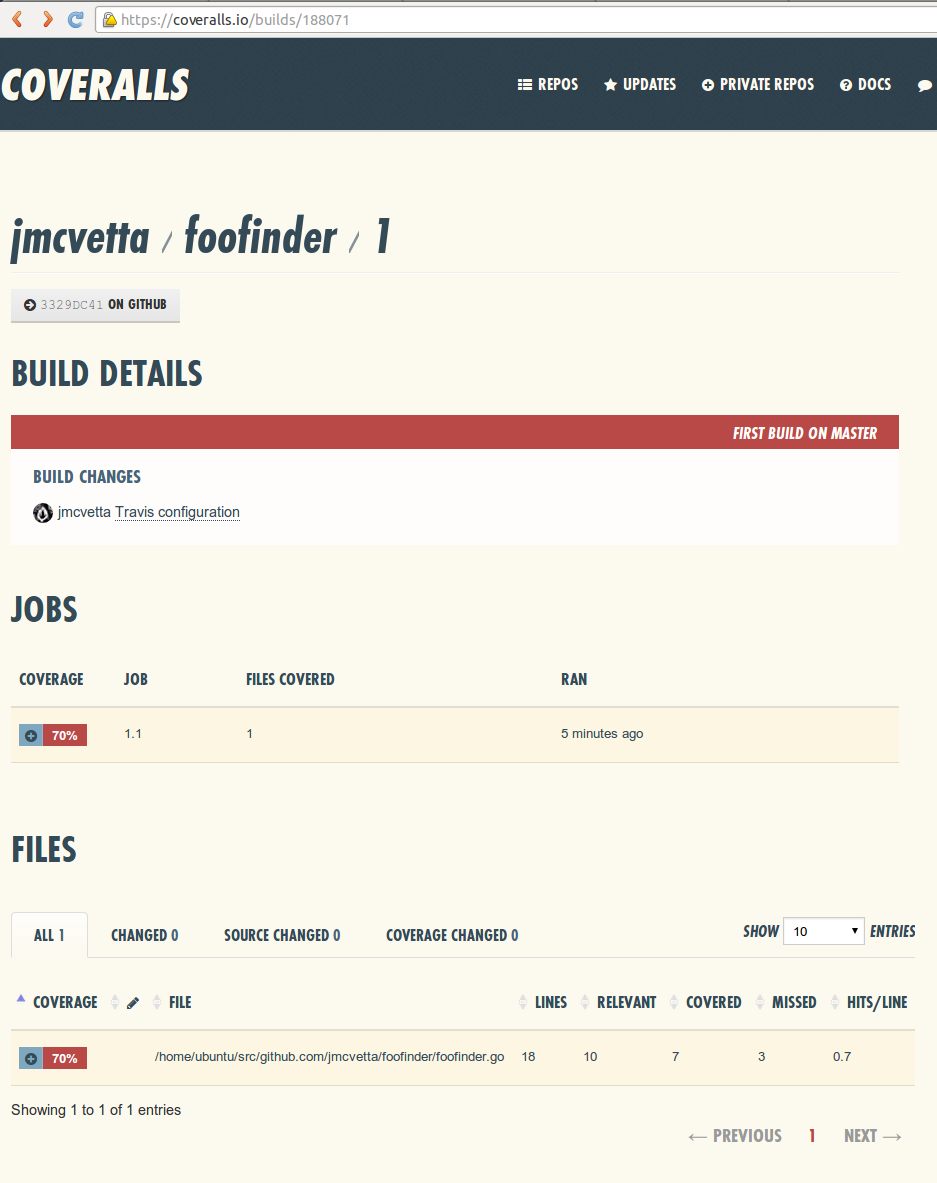 https://coveralls.io/builds/188071
COVERALLS
REPOS UPDATES PRIVATE REPOS DOCS
jmcvetta / foofinder / 1
3329DC41 ON GITHUB
BUILD DETAILS
FIRST BUILD ON MASTER
BUILD CHANGES
jmcvetta Travis configuration
JOBS
COVERAGE JOB FILES COVERED RAN
70% 1.1 1 5 minutes ago
FILES
ALL 1 CHANGED 0 SOURCE CHANGED 0 COVERAGE CHANGED 0 SHOW 10 ENTRIES
COVERAGE FILE LINES RELEVANT COVERED MISSED HITS/LINE
70% /home/ubuntu/src/github.com/jmcvetta/foofinder/foofinder.go 18 10 7 3 0.7
Showing 1 to 1 of 1 entries
← PREVIOUS 1 NEXT →